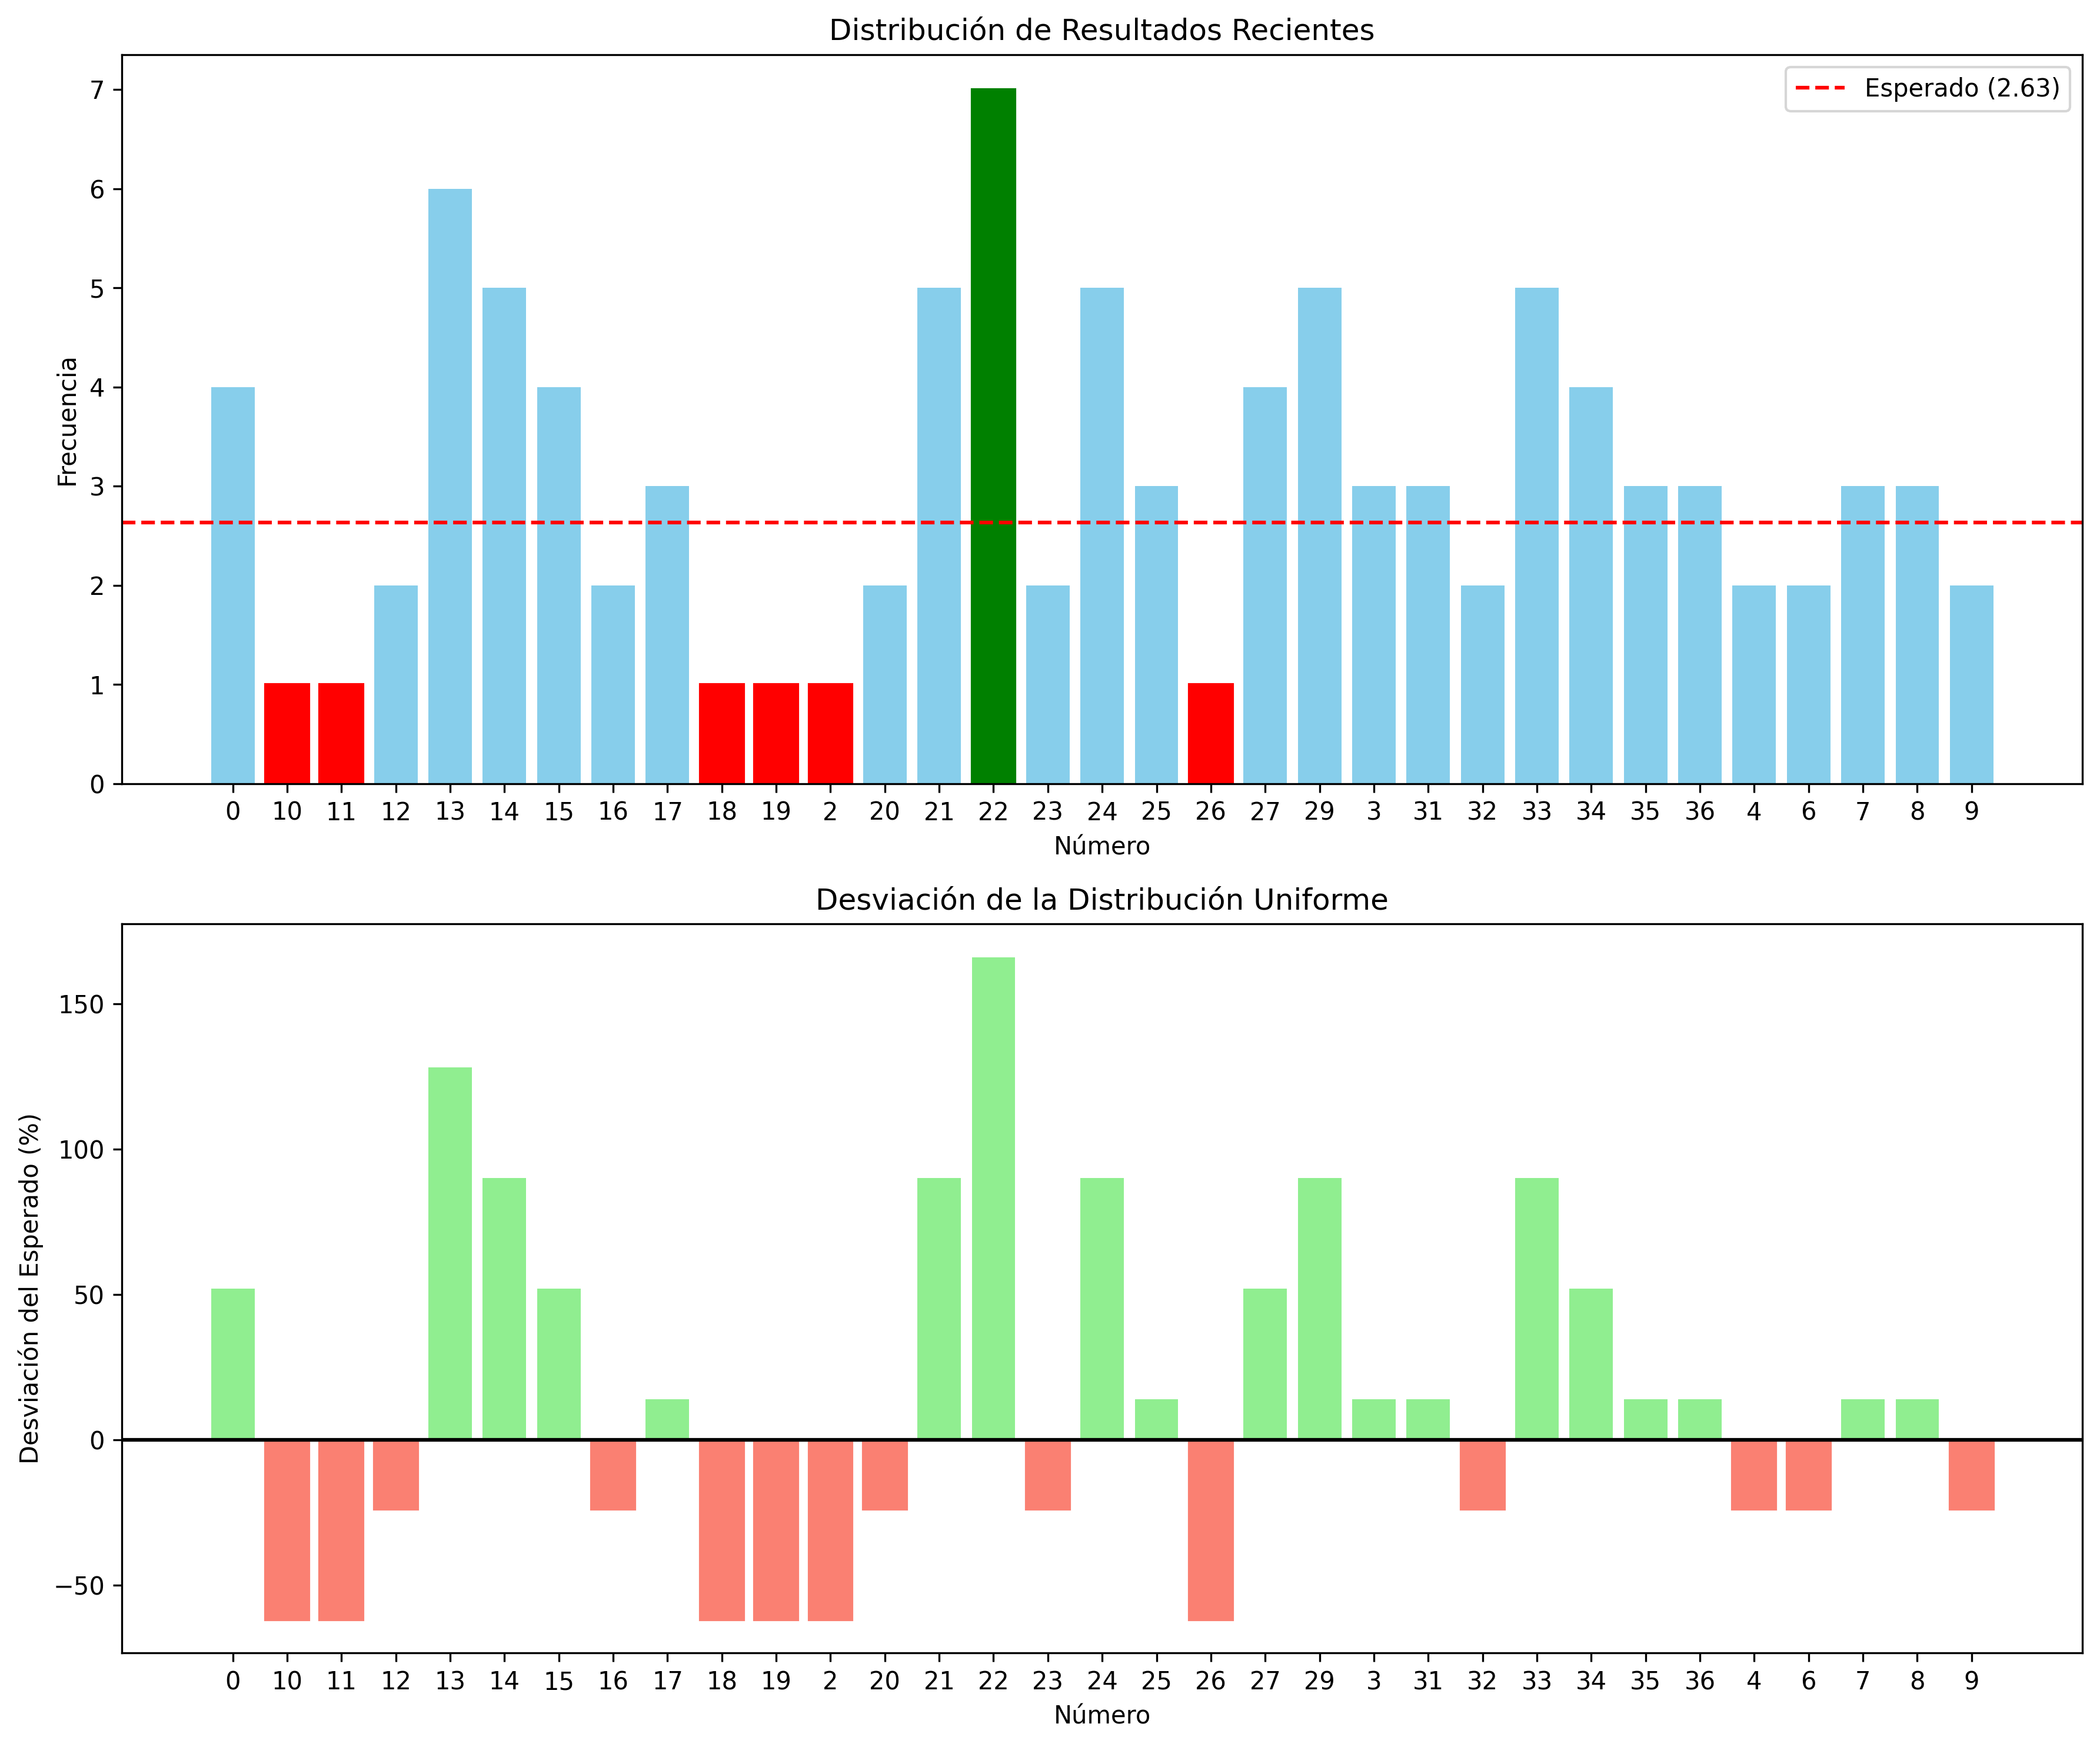 Distribución de Resultados Recientes
Esperado (2.63)
7
6
5
4
3
2
1
0
Frecuencia
0 10 11 12 13 14 15 16 17 18 19 2 20 21 22 23 24 25 26 27 29 3 31 32 33 34 35 36 4 6 7 8 9
Número
Desviación de la Distribución Uniforme
150
100
50
0
−50
Desviación del Esperado (%)
0 10 11 12 13 14 15 16 17 18 19 2 20 21 22 23 24 25 26 27 29 3 31 32 33 34 35 36 4 6 7 8 9
Número